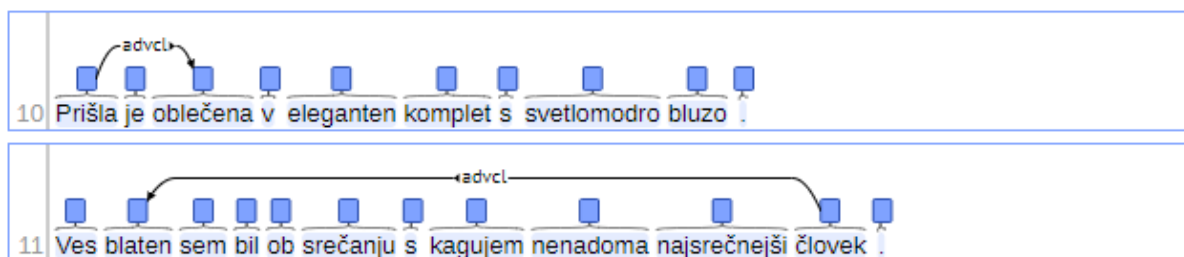 advcl
10 Prišla je oblečena v eleganten komplet s svetlomodro bluzo .
advcl
11 Ves blaten sem bil ob srečanju s kagujem nenadoma najsrečnejši človek .